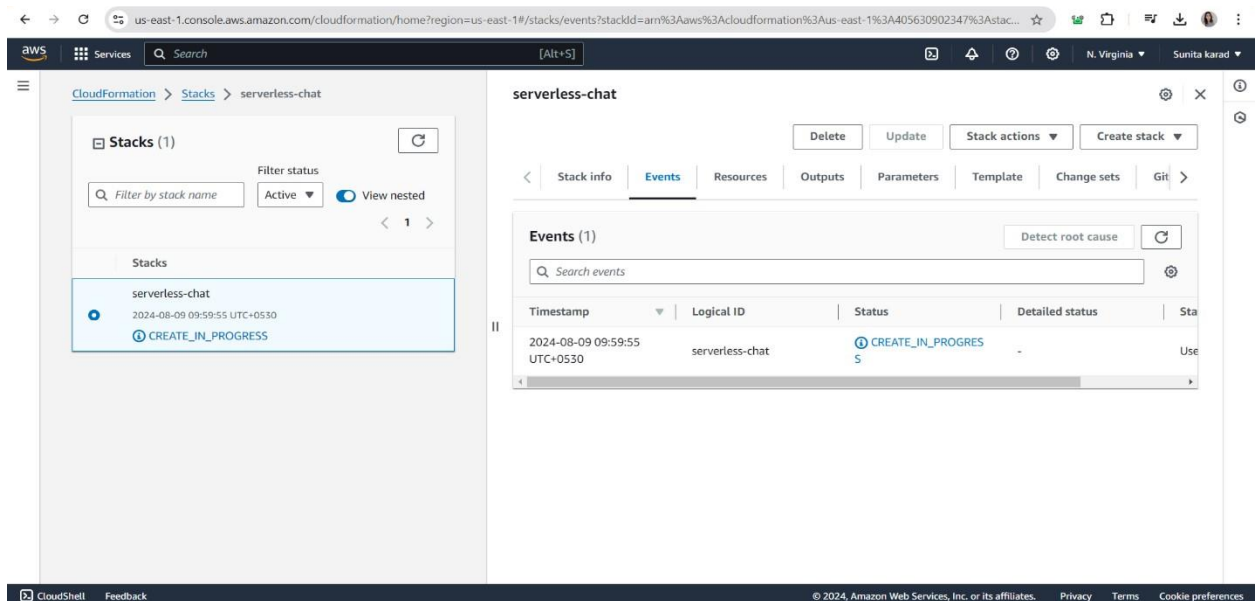 us-east-1.console.aws.amazon.com/cloudformation/home?region=us-east-1#/stacks/events?stackId=arn%3Aaws%3Acloudformation%3Aus-east-1%3A405630902347%3Astac...
aws Services Search [Alt+S] N. Virginia Sunita karad
CloudFormation > Stacks > serverless-chat
Stacks (1)
Filter status
Filter by stack name Active View nested
1
Stacks
serverless-chat
2024-08-09 09:59:55 UTC+0530
CREATE_IN_PROGRESS
serverless-chat
Delete Update Stack actions Create stack
Stack info Events Resources Outputs Parameters Template Change sets Git
Events (1) Detect root cause
Search events
Timestamp Logical ID Status Detailed status Sta
2024-08-09 09:59:55 serverless-chat CREATE_IN_PROGRES - Use
UTC+0530 S
CloudShell Feedback © 2024, Amazon Web Services, Inc. or its affiliates. Privacy Terms Cookie preferences